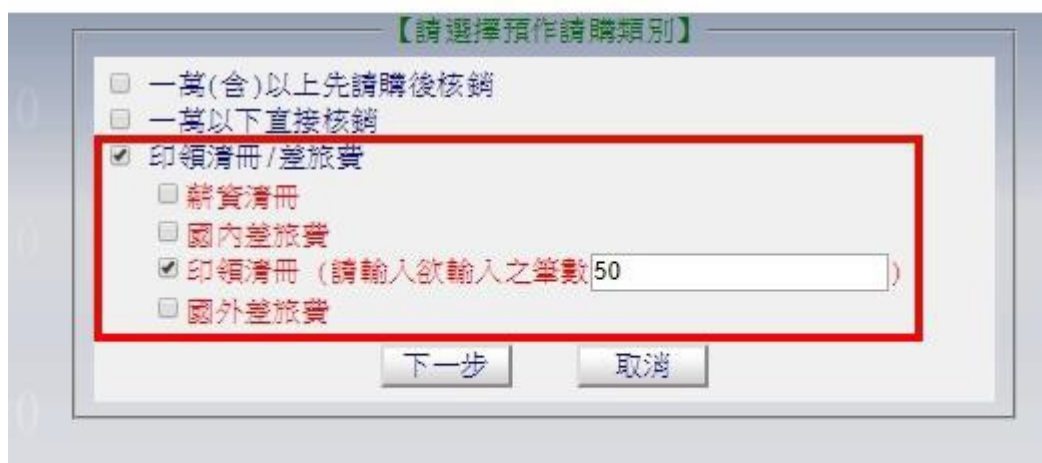 【請選擇預作請購類別】
一萬(含)以上先請購後核銷
一萬以下直接核銷
印領清冊/差旅費
薪資清冊
國內差旅費
印領清冊 (請輸入欲輸入之筆數50)
國外差旅費
下一步 取消